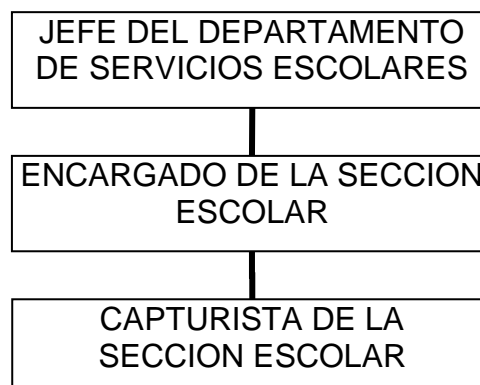 JEFE DEL DEPARTAMENTO
DE SERVICIOS ESCOLARES
ENCARGADO DE LA SECCION
ESCOLAR
CAPTURISTA DE LA
SECCION ESCOLAR